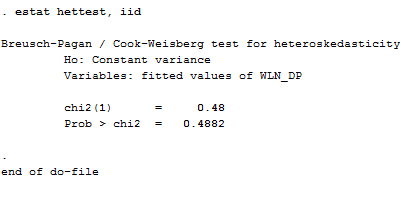 . estat hettest, iid
Breusch-Pagan / Cook-Weisberg test for heteroskedasticity
Ho: Constant variance
Variables: fitted values of WLN_DP
chi2(1) = 0.48
Prob > chi2 = 0.4882
.
end of do-file